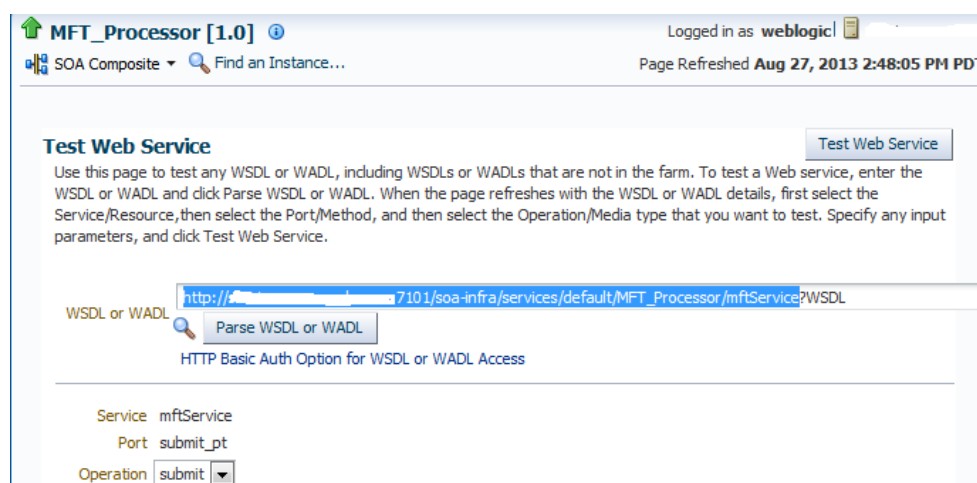 MFT_Processor [1.0]
Logged in as weblogic
SOA Composite Find an Instance...
Page Refreshed Aug 27, 2013 2:48:05 PM PDT
Test Web Service
Test Web Service
Use this page to test any WSDL or WADL, including WSDLs or WADLs that are not in the farm. To test a Web service, enter the
WSDL or WADL and click Parse WSDL or WADL. When the page refreshes with the WSDL or WADL details, first select the
Service/Resource,then select the Port/Method, and then select the Operation/Media type that you want to test. Specify any input
parameters, and click Test Web Service.
WSDL or WADL
http:// 7101/soa-infra/services/default/MFT_Processor/mftService?WSDL
Parse WSDL or WADL
HTTP Basic Auth Option for WSDL or WADL Access
Service mftService
Port submit_pt
Operation submit